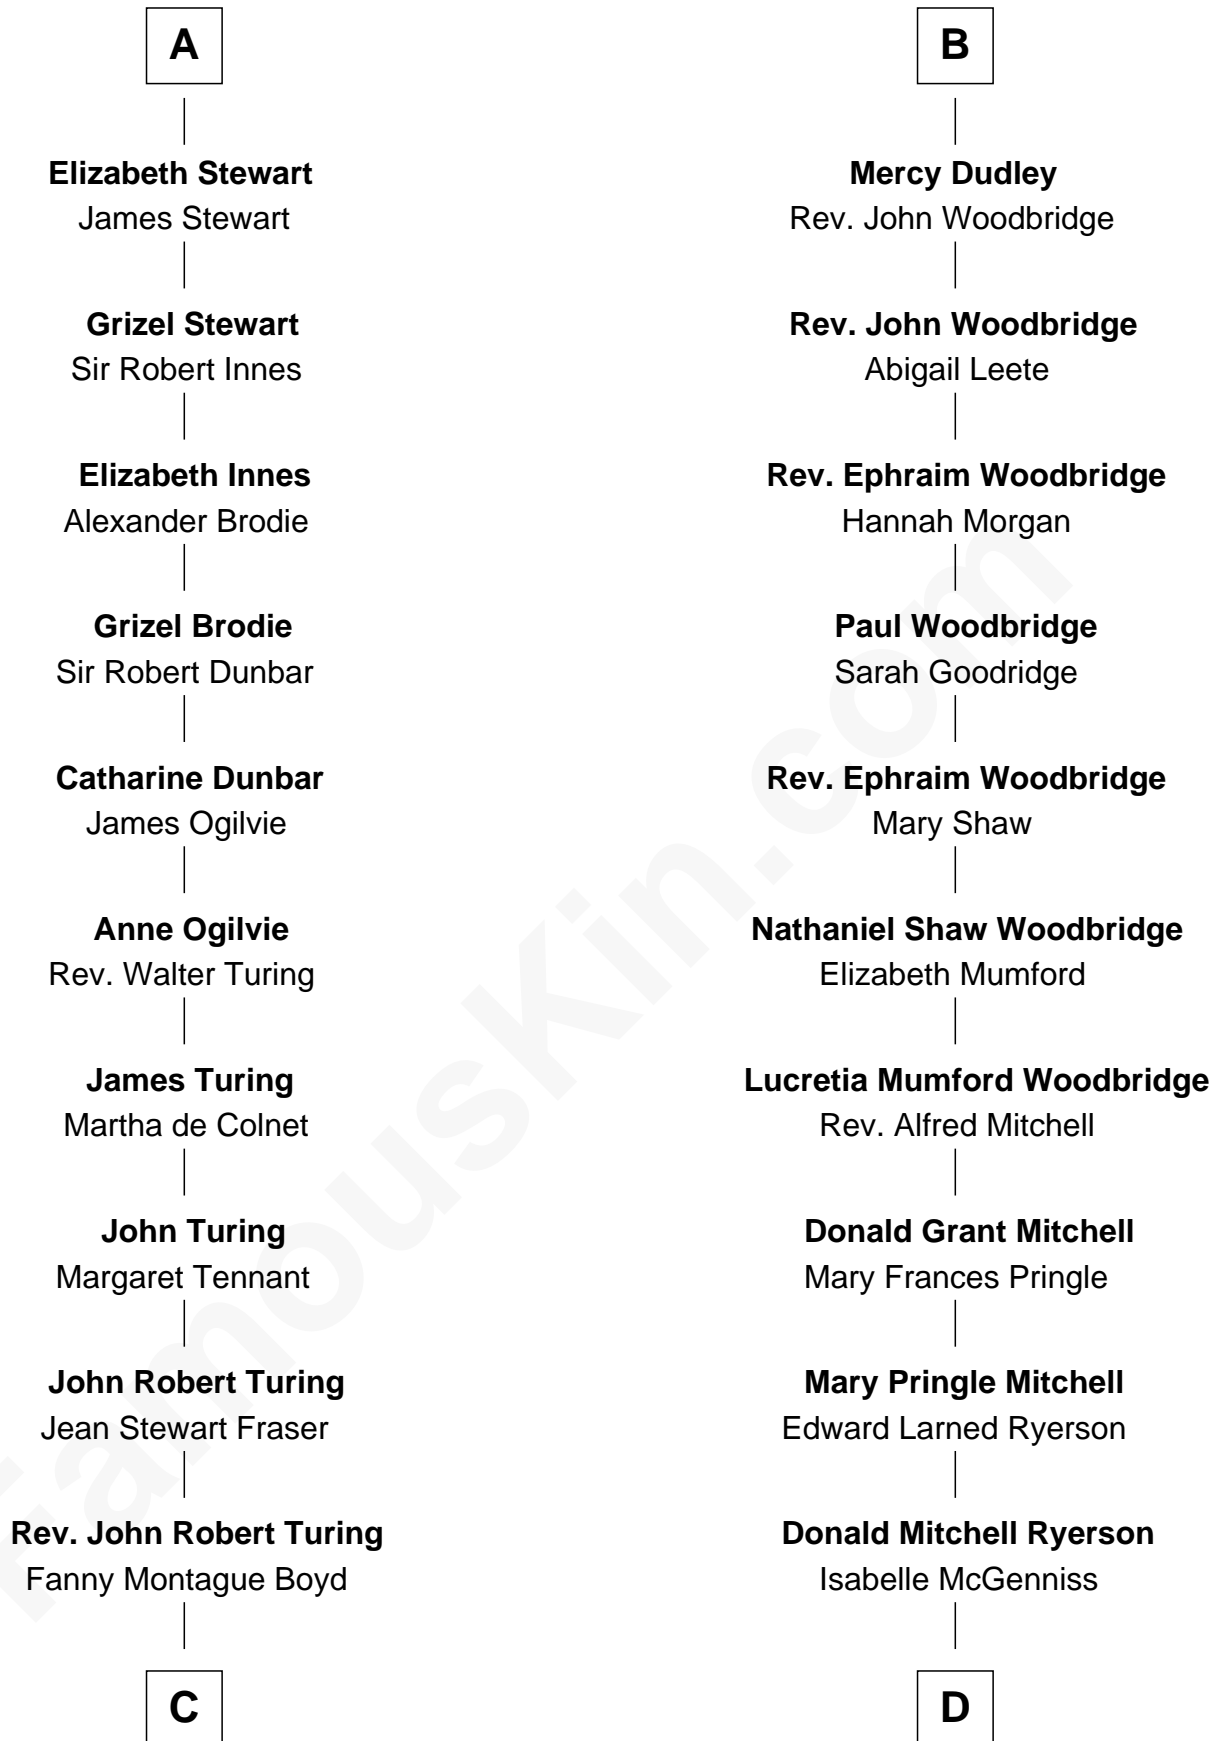 A
Elizabeth Stewart
James Stewart
Grizel Stewart
Sir Robert Innes
Elizabeth Innes
Alexander Brodie
Grizel Brodie
Sir Robert Dunbar
Catharine Dunbar
James Ogilvie
Anne Ogilvie
Rev. Walter Turing
James Turing
Martha de Colnet
John Turing
Margaret Tennant
John Robert Turing
Jean Stewart Fraser
Rev. John Robert Turing
Fanny Montague Boyd
C
B
Mercy Dudley
Rev. John Woodbridge
Rev. John Woodbridge
Abigail Leete
Rev. Ephraim Woodbridge
Hannah Morgan
Paul Woodbridge
Sarah Goodridge
Rev. Ephraim Woodbridge
Mary Shaw
Nathaniel Shaw Woodbridge
Elizabeth Mumford
Lucretia Mumford Woodbridge
Rev. Alfred Mitchell
Donald Grant Mitchell
Mary Frances Pringle
Mary Pringle Mitchell
Edward Larned Ryerson
Donald Mitchell Ryerson
Isabelle McGenniss
D
FamousKin.com